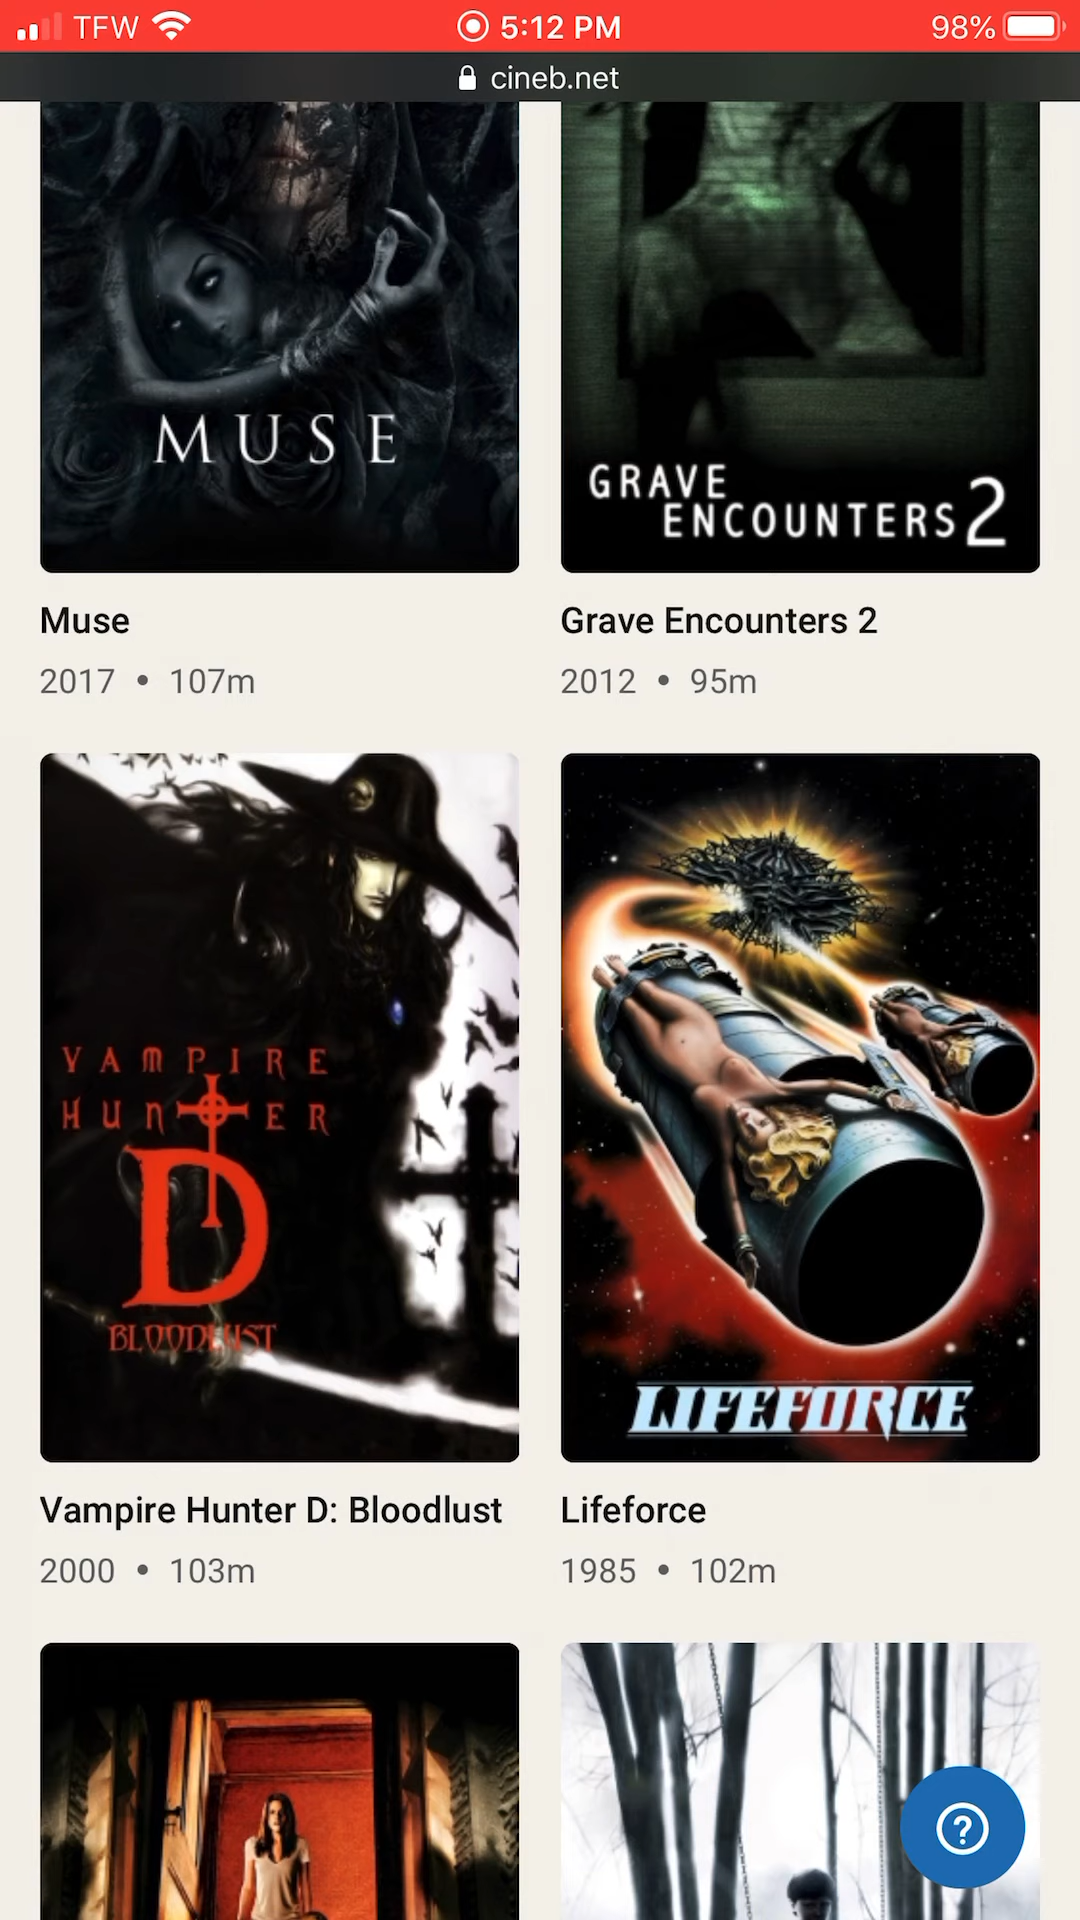 TFW 5:12 PM 98%
cineb.net
MUSE
GRAVE
ENCOUNTERS 2
Muse
2017 • 107m
Grave Encounters 2
2012 • 95m
VAMPIRE
HUNTER
D
BLOODLUST
LIFEFORCE
Vampire Hunter D: Bloodlust
2000 • 103m
Lifeforce
1985 • 102m
?